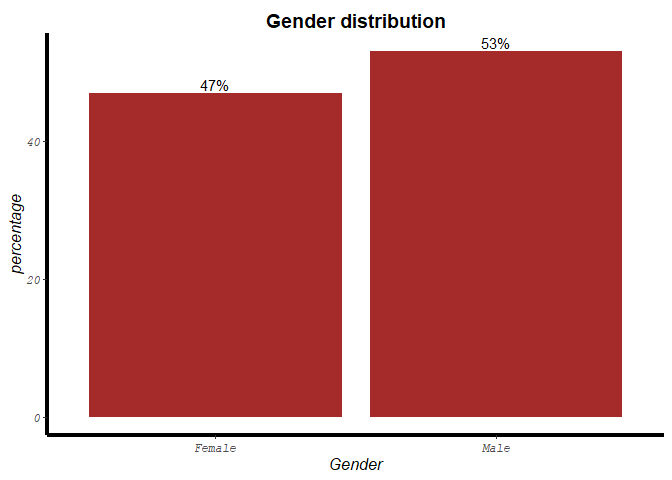 Gender distribution
53%
47%
40
20
0
percentage
Female
Male
Gender